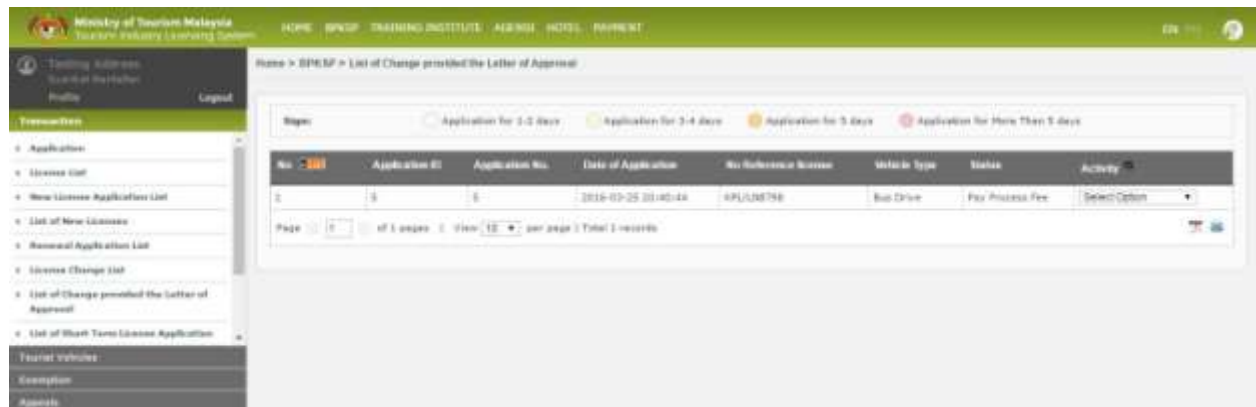 Ministry of Tourism Malaysia
Tourism Industry Licensing System
HOME BPKSP TRAINING INSTITUTE AGENSI HOTEL PAYMENT
EN
Testing Address
Profile Logout
Home > BPKSP > List of Change provided the Letter of Approval
Transaction
Application
License List
New License Application List
List of New Licenses
Renewal Application List
License Change List
List of Change provided the Letter of
Approval
List of Short Term License Application
Tourist Vehicles
Exemption
Appeals
Sign: Application for 1-2 days Application for 3-4 days Application for 5 days Application for More Than 5 days
No. Application ID Application No. Date of Application No Reference license Vehicle Type Status Activity
1 5 5 2016-03-25 20:40:44 Bus Drive Pay Process Fee Select Option
Page 1 of 1 pages View 10 per page Total 1 records